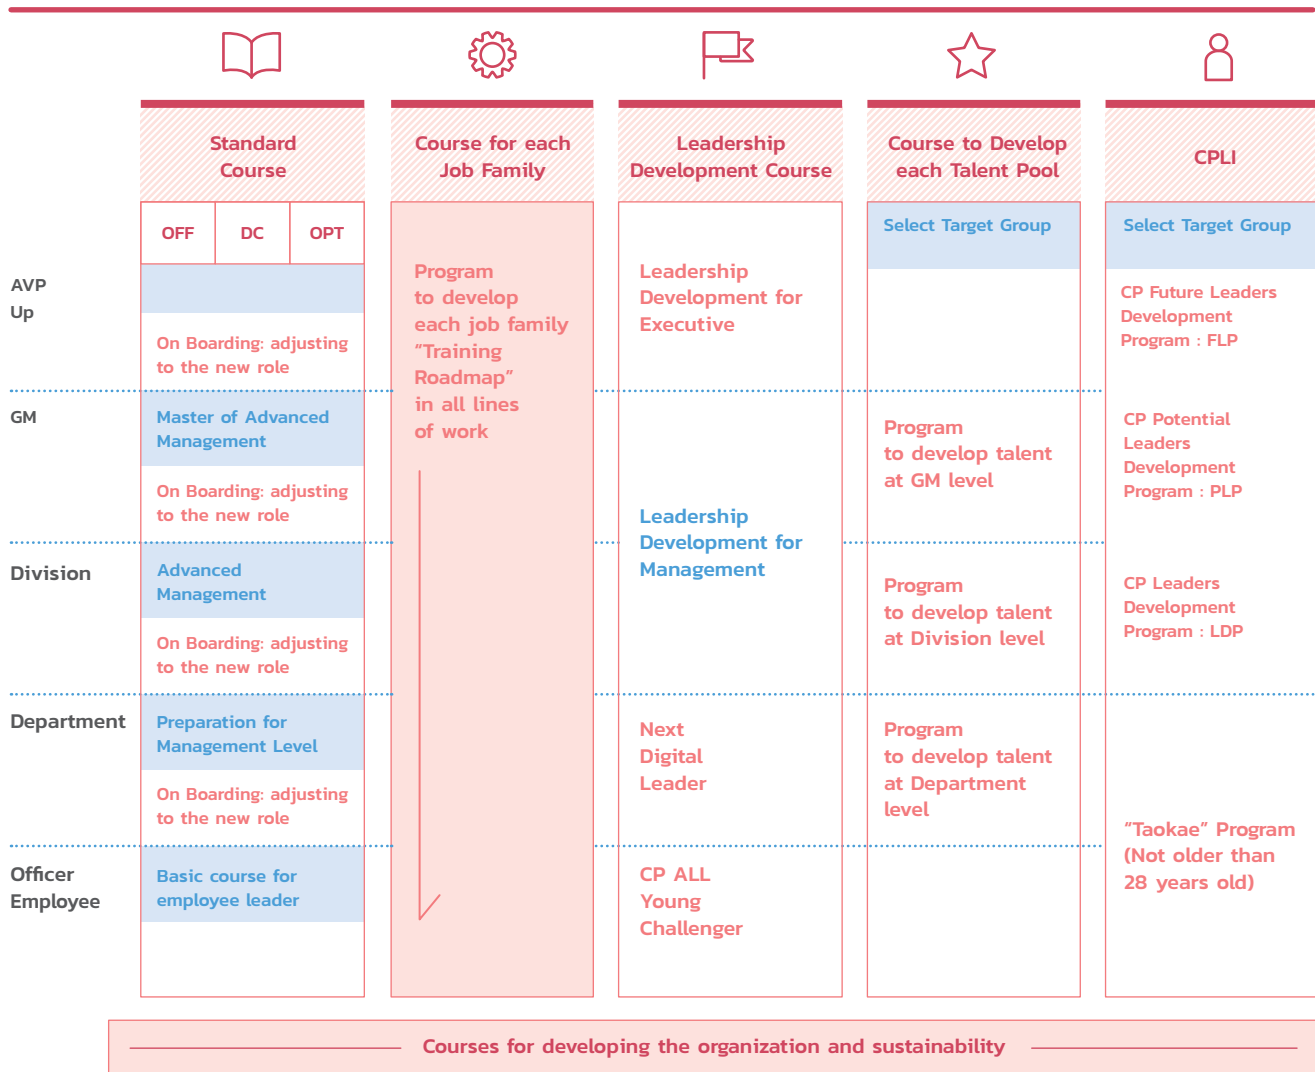 Standard
Course
Course for each
Job Family
Leadership
Development Course
Course to Develop
each Talent Pool
CPLI
OFF
DC
OPT
Select Target Group
Select Target Group
AVP
Up
On Boarding: adjusting
to the new role
Program
to develop
each job family
“Training
Roadmap”
in all lines
of work
Leadership
Development for
Executive
CP Future Leaders
Development
Program : FLP
GM
Master of Advanced
Management
On Boarding: adjusting
to the new role
Leadership
Development for
Management
Program
to develop talent
at GM level
CP Potential
Leaders
Development
Program : PLP
Division
Advanced
Management
On Boarding: adjusting
to the new role
Program
to develop talent
at Division level
CP Leaders
Development
Program : LDP
Department
Preparation for
Management Level
On Boarding: adjusting
to the new role
Next
Digital
Leader
Program
to develop talent
at Department
level
“Taokae” Program
(Not older than
28 years old)
Officer
Employee
Basic course for
employee leader
CP ALL
Young
Challenger
Courses for developing the organization and sustainability